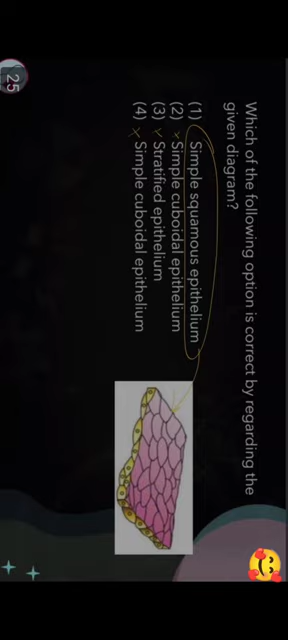 Which of the following option is correct by regarding the
given diagram?
(1) Simple squamous epithelium
(2) Simple cuboidal epithelium
(3) Stratified epithelium
(4) Simple cuboidal epithelium
25